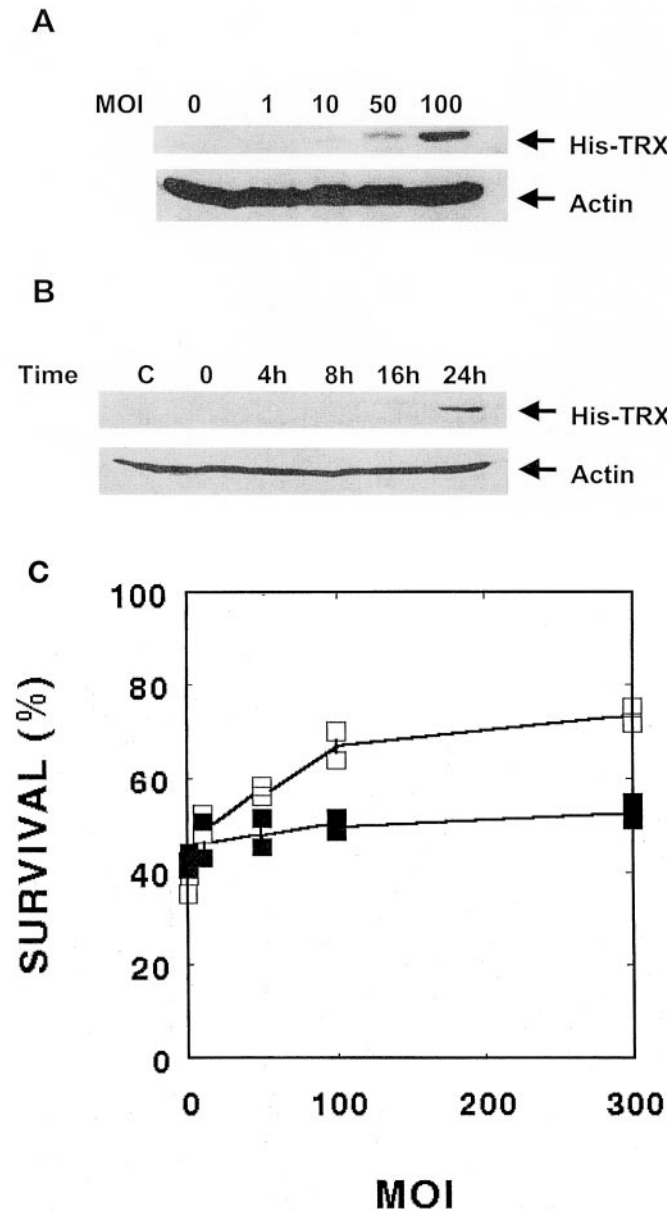 A
MOI 0 1 10 50 100
His-TRX
Actin
B
Time C 0 4h 8h 16h 24h
His-TRX
Actin
C
100
80
60
40
20
0
SURVIVAL (%)
0 100 200 300
MOI